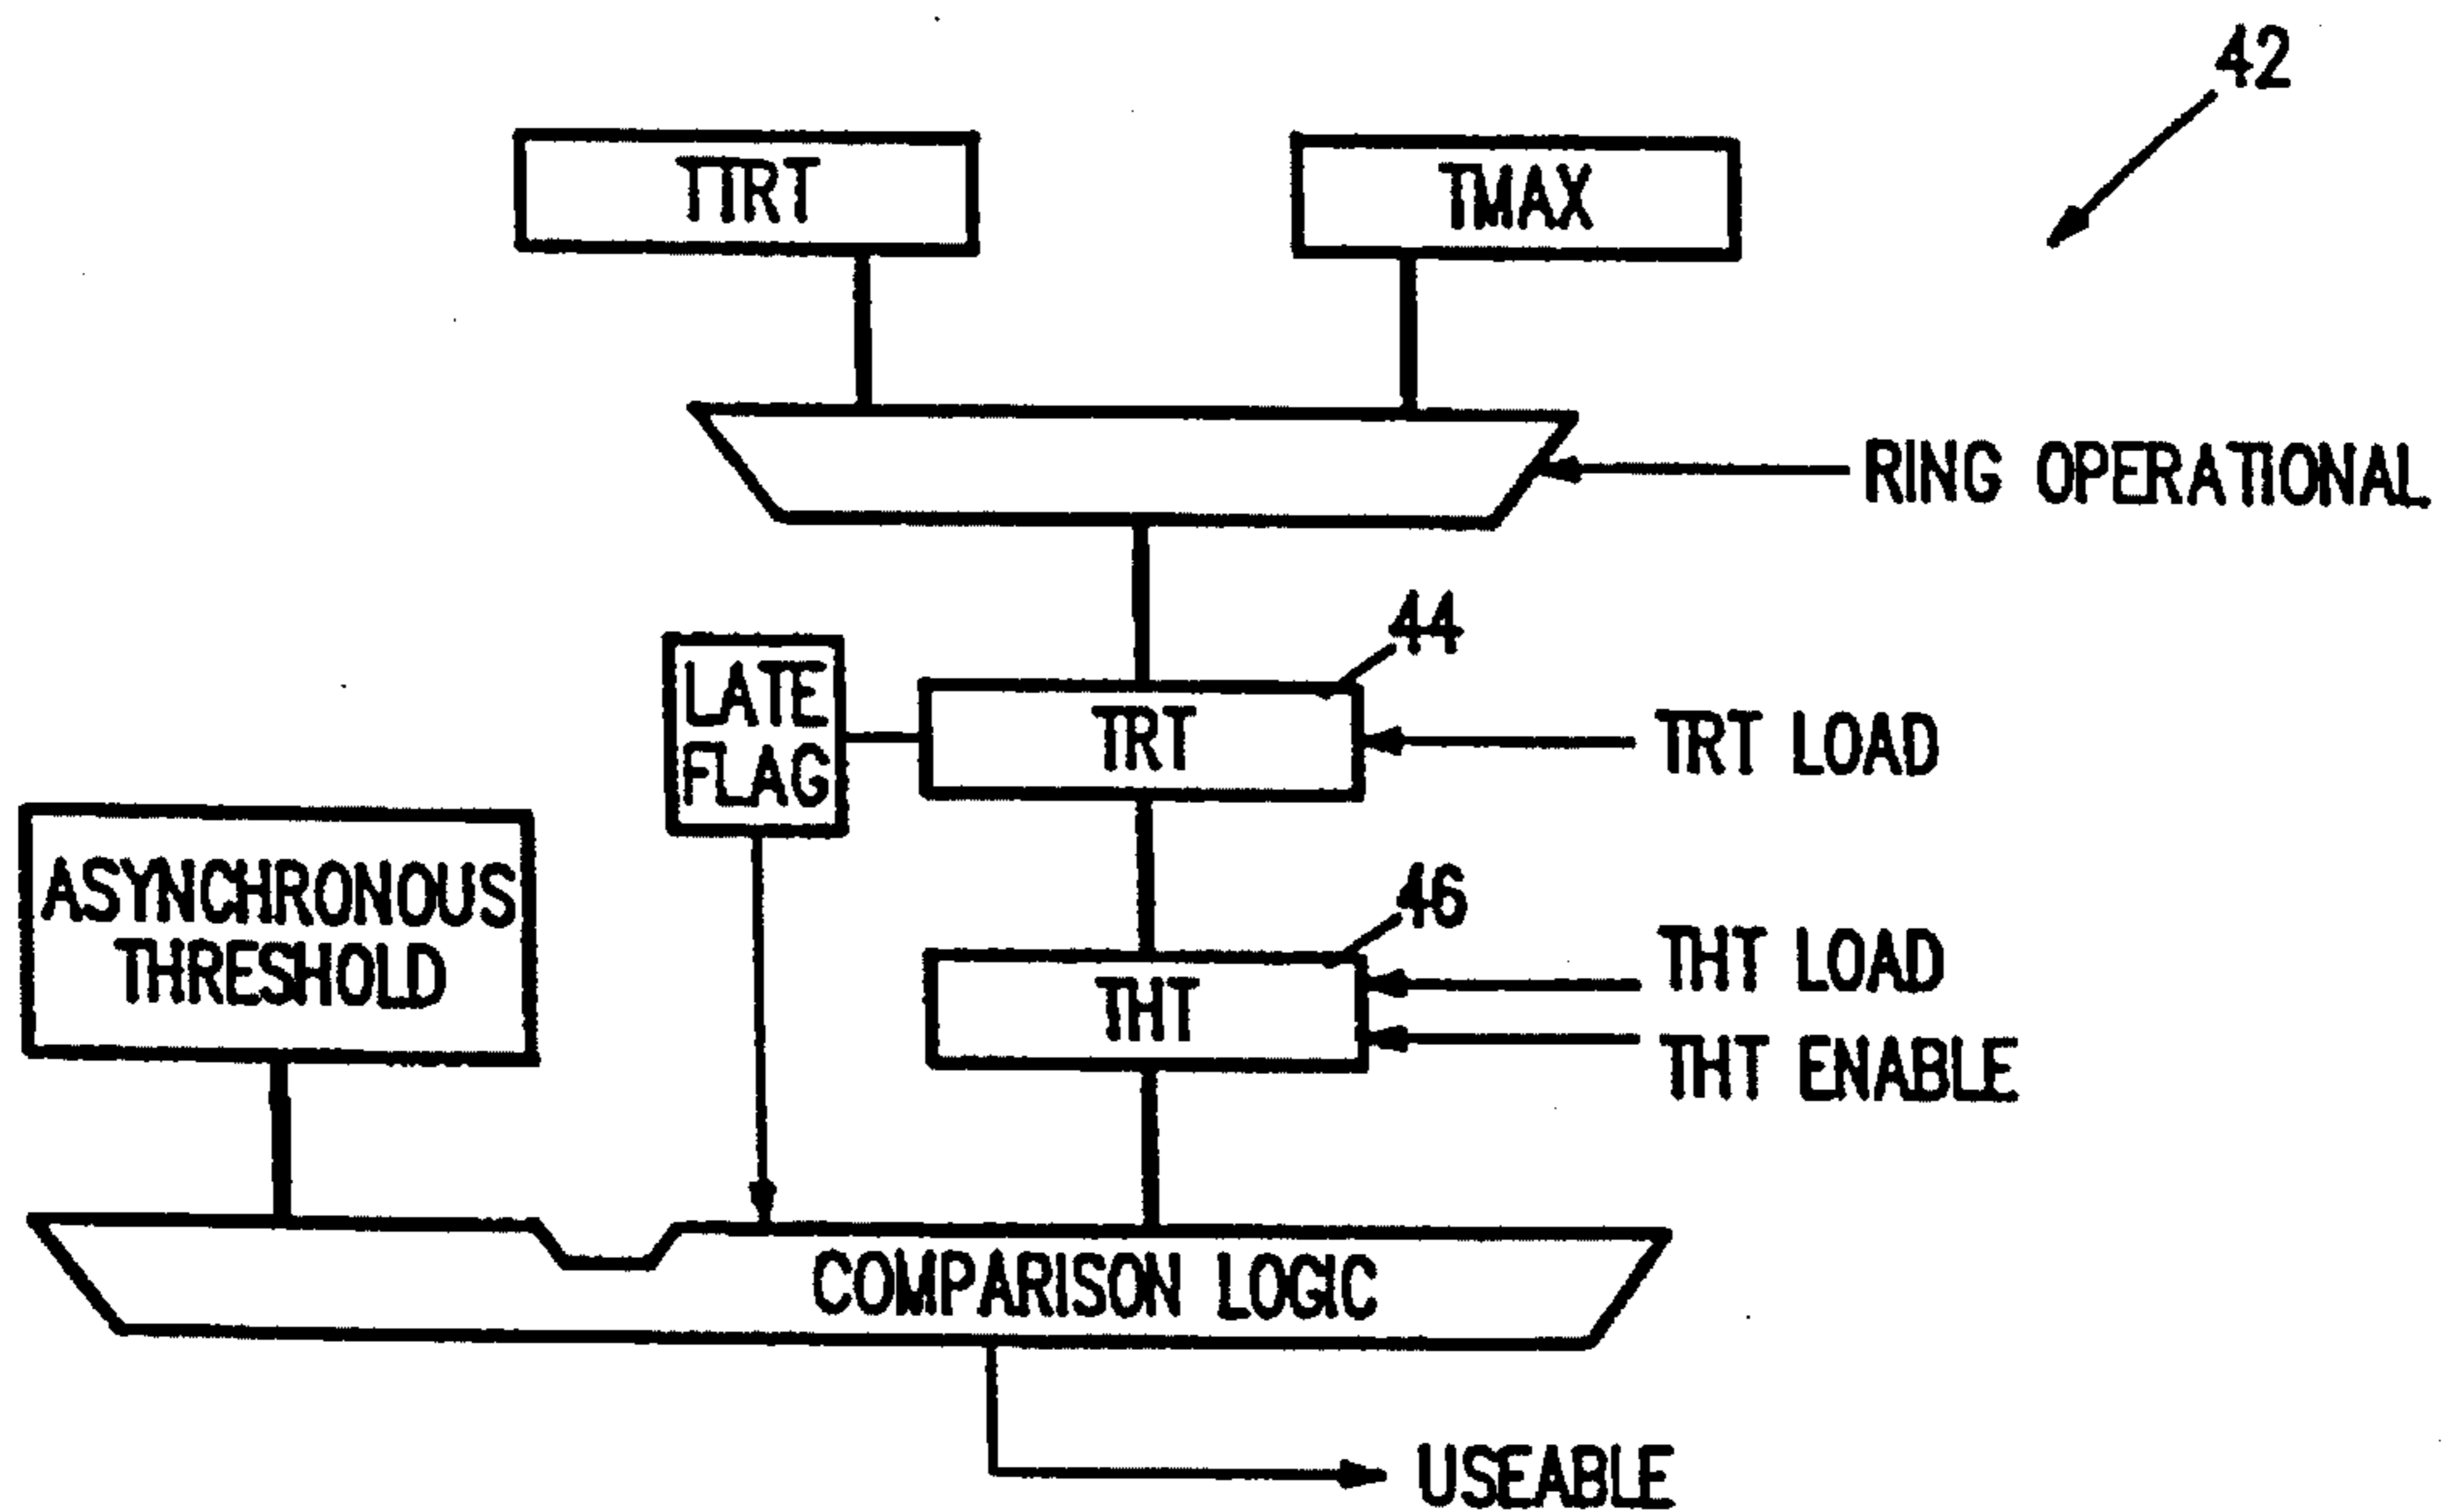 42
TTRT
TMAX
RING OPERATIONAL
44
LATE
FLAG
TRT
TRT LOAD
ASYNCHRONOUS
THRESHOLD
46
THT
THT LOAD
THT ENABLE
COMPARISON LOGIC
USEABLE